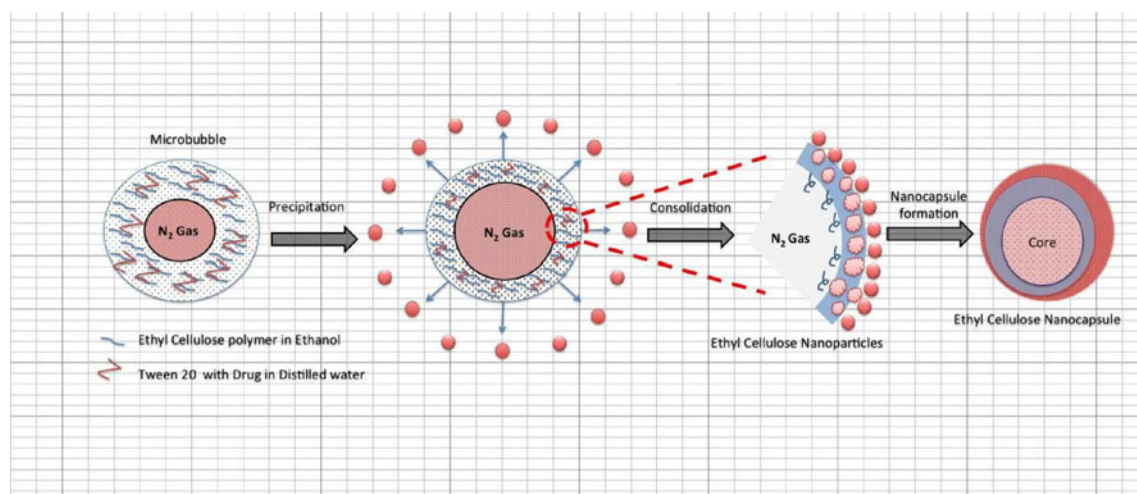 Microbubble
N₂ Gas
Precipitation
N₂ Gas
Consolidation
N₂ Gas
Nanocapsule
formation
Core
Ethyl Cellulose Nanocapsule
Ethyl Cellulose Nanoparticles
Ethyl Cellulose polymer in Ethanol
Tween 20 with Drug in Distilled water